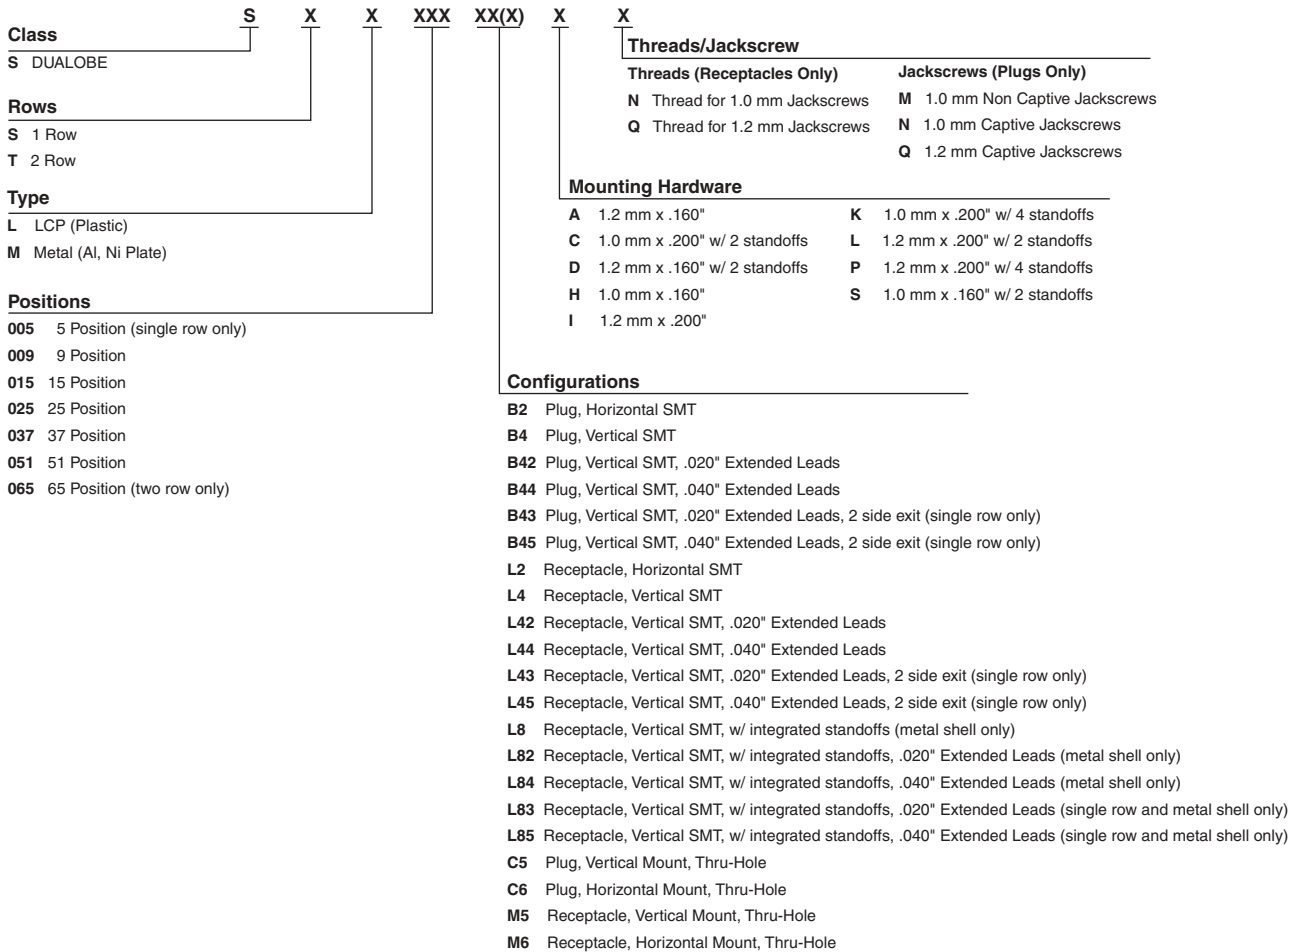 S X X XXX XX(X) X X
Class
S DUALOBE
Rows
S 1 Row
T 2 Row
Type
L LCP (Plastic)
M Metal (Al, Ni Plate)
Positions
005 5 Position (single row only)
009 9 Position
015 15 Position
025 25 Position
037 37 Position
051 51 Position
065 65 Position (two row only)
Threads/Jackscrew
Threads (Receptacles Only)
N Thread for 1.0 mm Jackscrews
Q Thread for 1.2 mm Jackscrews
Jackscrews (Plugs Only)
M 1.0 mm Non Captive Jackscrews
N 1.0 mm Captive Jackscrews
Q 1.2 mm Captive Jackscrews
Mounting Hardware
A 1.2 mm x .160"
C 1.0 mm x .200" w/ 2 standoffs
D 1.2 mm x .160" w/ 2 standoffs
H 1.0 mm x .160"
I 1.2 mm x .200"
K 1.0 mm x .200" w/ 4 standoffs
L 1.2 mm x .200" w/ 2 standoffs
P 1.2 mm x .200" w/ 4 standoffs
S 1.0 mm x .160" w/ 2 standoffs
Configurations
B2 Plug, Horizontal SMT
B4 Plug, Vertical SMT
B42 Plug, Vertical SMT, .020" Extended Leads
B44 Plug, Vertical SMT, .040" Extended Leads
B43 Plug, Vertical SMT, .020" Extended Leads, 2 side exit (single row only)
B45 Plug, Vertical SMT, .040" Extended Leads, 2 side exit (single row only)
L2 Receptacle, Horizontal SMT
L4 Receptacle, Vertical SMT
L42 Receptacle, Vertical SMT, .020" Extended Leads
L44 Receptacle, Vertical SMT, .040" Extended Leads
L43 Receptacle, Vertical SMT, .020" Extended Leads, 2 side exit (single row only)
L45 Receptacle, Vertical SMT, .040" Extended Leads, 2 side exit (single row only)
L8 Receptacle, Vertical SMT, w/ integrated standoffs (metal shell only)
L82 Receptacle, Vertical SMT, w/ integrated standoffs, .020" Extended Leads (metal shell only)
L84 Receptacle, Vertical SMT, w/ integrated standoffs, .040" Extended Leads (metal shell only)
L83 Receptacle, Vertical SMT, w/ integrated standoffs, .020" Extended Leads (single row and metal shell only)
L85 Receptacle, Vertical SMT, w/ integrated standoffs, .040" Extended Leads (single row and metal shell only)
C5 Plug, Vertical Mount, Thru-Hole
C6 Plug, Horizontal Mount, Thru-Hole
M5 Receptacle, Vertical Mount, Thru-Hole
M6 Receptacle, Horizontal Mount, Thru-Hole